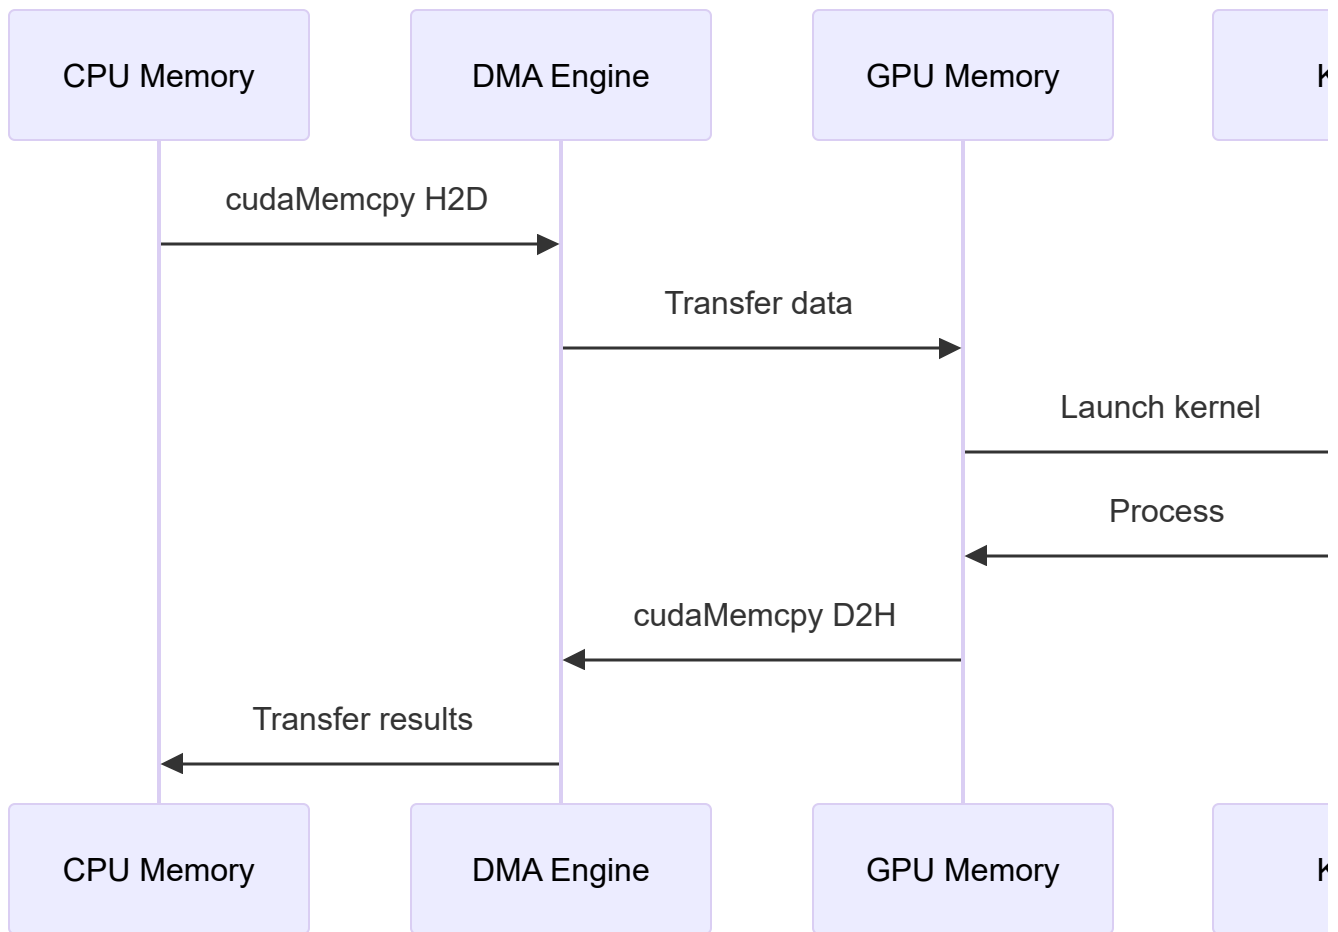 CPU Memory
DMA Engine
GPU Memory
cudaMemcpy H2D
Transfer data
Launch kernel
Process
cudaMemcpy D2H
Transfer results
CPU Memory
DMA Engine
GPU Memory